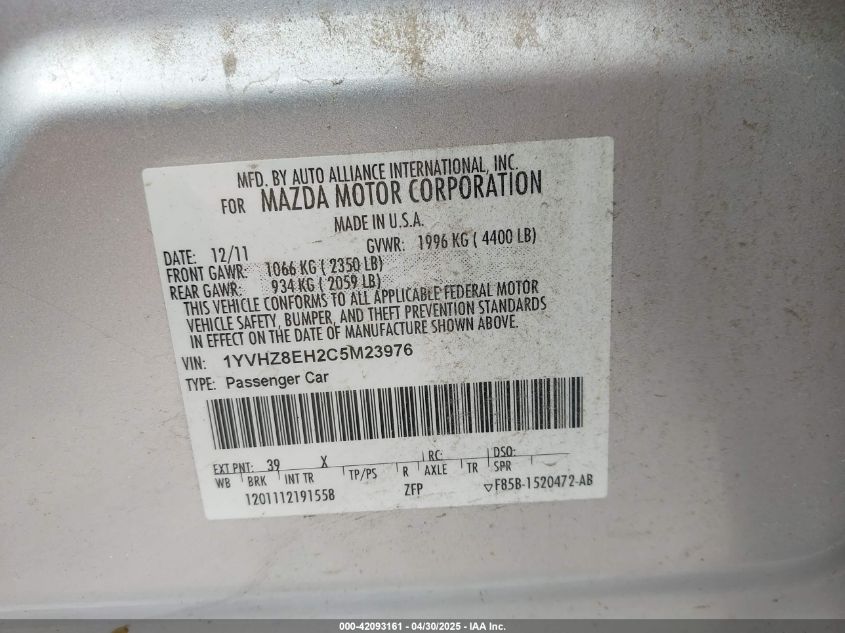 MFD. BY AUTO ALLIANCE INTERNATIONAL, INC.
FOR MAZDA MOTOR CORPORATION
MADE IN U.S.A.
DATE: 12/11 GVWR: 1996 KG ( 4400 LB)
FRONT GAWR: 1066 KG ( 2350 LB)
REAR GAWR: 934 KG ( 2059 LB)
THIS VEHICLE CONFORMS TO ALL APPLICABLE FEDERAL MOTOR
VEHICLE SAFETY, BUMPER, AND THEFT PREVENTION STANDARDS
IN EFFECT ON THE DATE OF MANUFACTURE SHOWN ABOVE.
VIN: 1YVHZ8EH2C5M23976
TYPE: Passenger Car
EXT PNT: 39 X RC: DSO:
WB BRK INT TR TP/PS R AXLE TR SPR
1201112191558 ZFP ▽F85B-1520472-AB
000-42093161 - 04/30/2025 - IAA Inc.